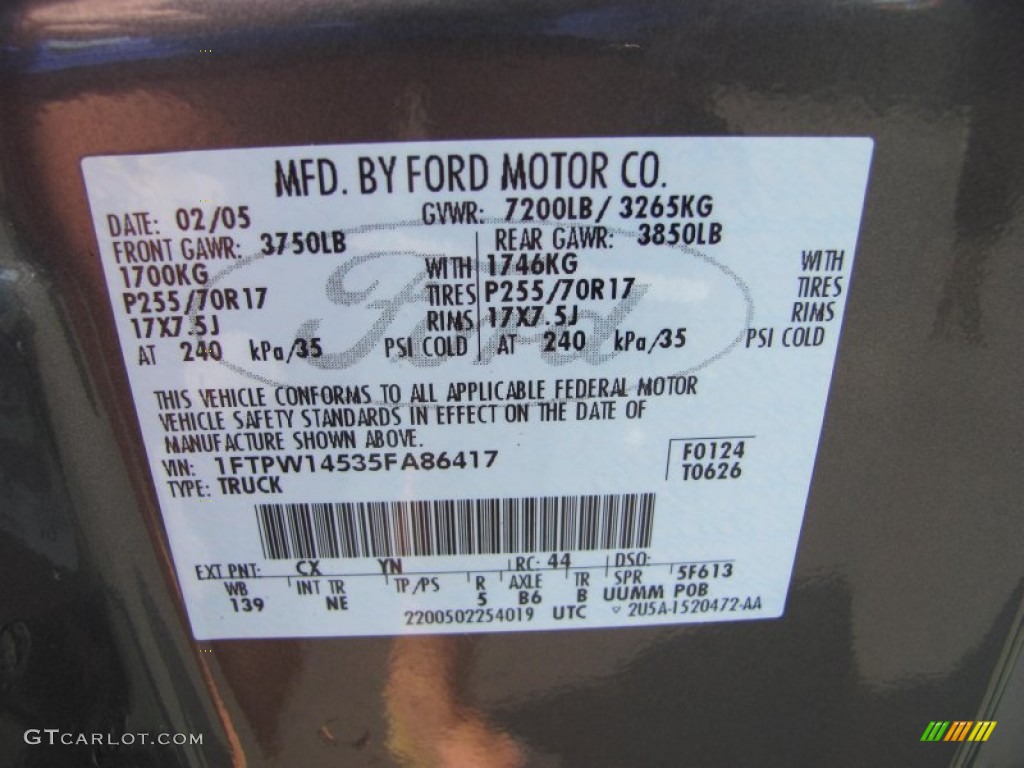 MFD. BY FORD MOTOR CO.
DATE: 02/05 GVWR: 7200LB/ 3265KG
FRONT GAWR: 3750LB REAR GAWR: 3850LB
1700KG WITH 1746KG WITH
P255/70R17 TIRES P255/70R17 TIRES
17X7.5J RIMS 17X7.5J RIMS
AT 240 kPa/35 PSI COLD AT 240 kPa/35 PSI COLD
Ford
THIS VEHICLE CONFORMS TO ALL APPLICABLE FEDERAL MOTOR
VEHICLE SAFETY STANDARDS IN EFFECT ON THE DATE OF
MANUFACTURE SHOWN ABOVE.
VIN: 1FTPW14535FA86417 F0124
TYPE: TRUCK T0626
EXT PNT: CX YN RC: 44 DSO:
WB INT TR TP/PS R AXLE TR SPR 5F613
139 NE 5 B6 B UUMM POB
2200502254019 UTC ▽ 2U5A-1520472-AA
GTCARLOT.COM